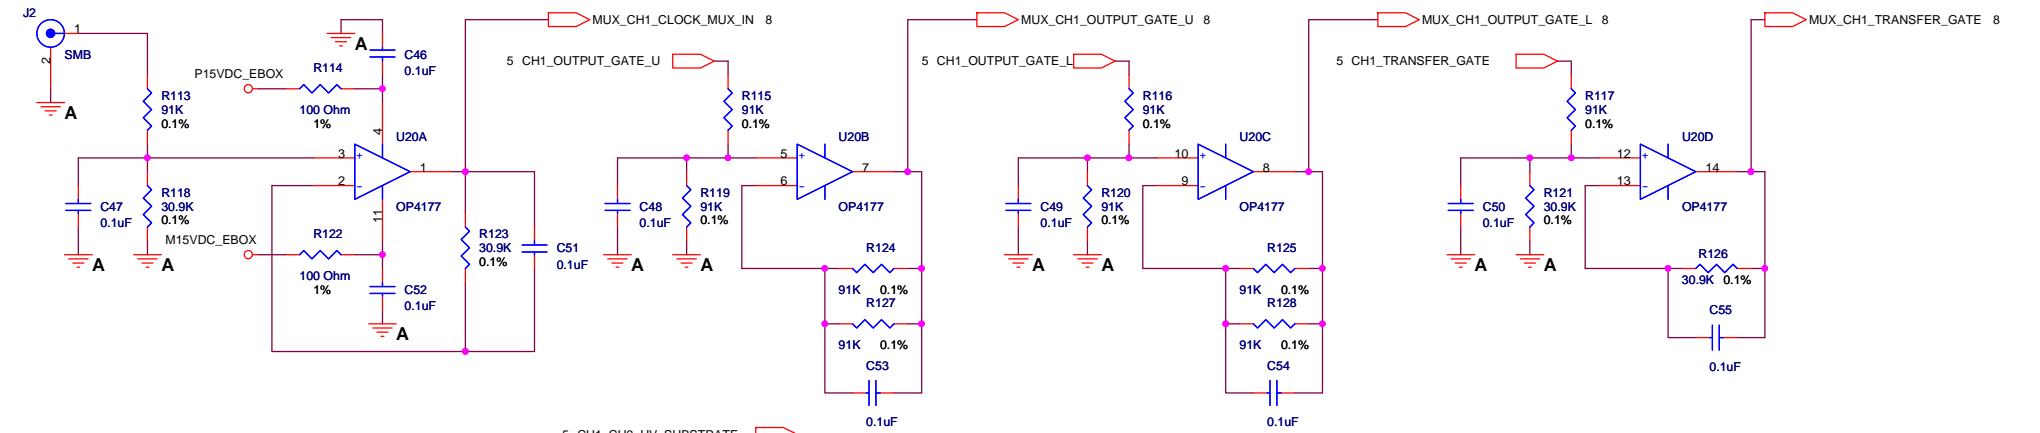 J2
1
2
SMB
A
R113
91K
0.1%
P15VDC_EBOX
R114
100 Ohm
1%
A
C46
0.1uF
4
U20A
3
2
+
-
1
11
OP4177
C47
0.1uF
A
R118
30.9K
0.1%
A
M15VDC_EBOX
R122
100 Ohm
1%
C52
0.1uF
A
R123
30.9K
0.1%
C51
0.1uF
MUX_CH1_CLOCK_MUX_IN 8
5 CH1_OUTPUT_GATE_U
R115
91K
0.1%
U20B
5
6
+
-
7
OP4177
C48
0.1uF
A
R119
91K
0.1%
A
R124
91K 0.1%
R127
91K 0.1%
C53
0.1uF
MUX_CH1_OUTPUT_GATE_U 8
5 CH1_OUTPUT_GATE_L
R116
91K
0.1%
U20C
10
9
+
-
8
OP4177
C49
0.1uF
A
R120
91K
0.1%
A
R125
91K 0.1%
R128
91K 0.1%
C54
0.1uF
MUX_CH1_OUTPUT_GATE_L 8
5 CH1_TRANSFER_GATE
R117
91K
0.1%
U20D
12
13
+
-
14
OP4177
C50
0.1uF
A
R121
30.9K
0.1%
A
R126
30.9K 0.1%
C55
0.1uF
MUX_CH1_TRANSFER_GATE 8